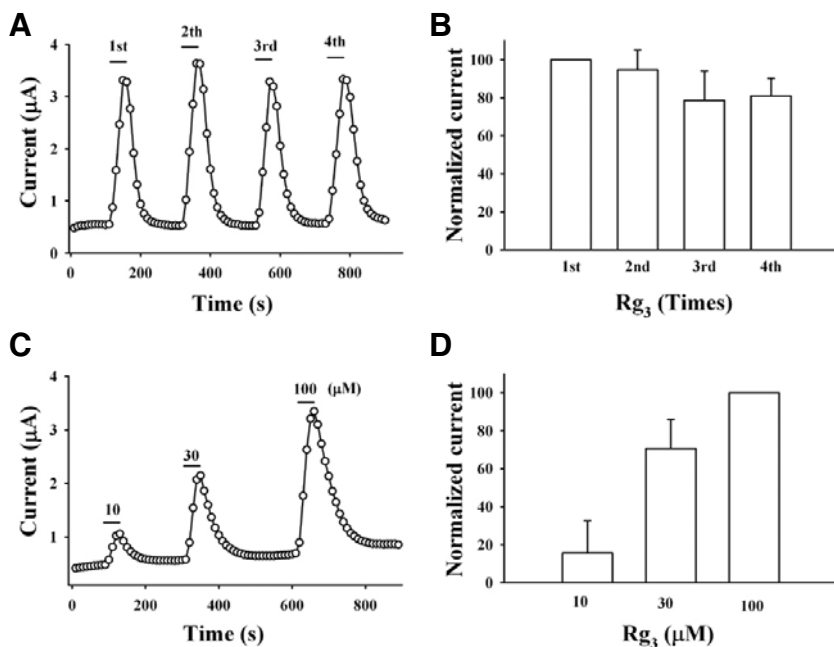 A
4
3
2
1
0
1st
2th
3rd
4th
0
200
400
600
800
Current (μA)
Time (s)
B
100
80
60
40
20
0
1st
2nd
3rd
4th
Normalized current
Rg3 (Times)
C
4
3
2
1
10
30
100 (μM)
0
200
400
600
800
Current (μA)
Time (s)
D
100
80
60
40
20
0
10
30
100
Normalized current
Rg3 (μM)